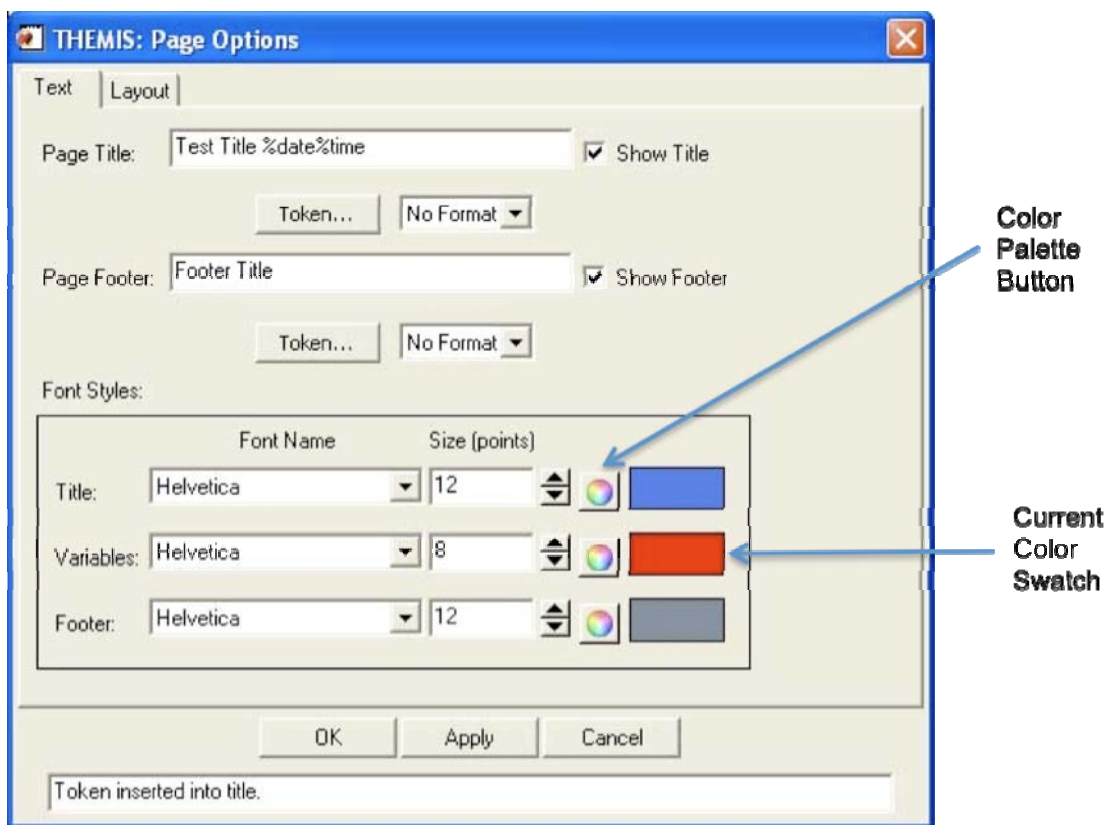 THEMIS: Page Options
Text Layout
Page Title: Test Title %date%time Show Title
Token... No Format
Page Footer: Footer Title Show Footer
Token... No Format
Font Styles:
Font Name Size (points)
Title: Helvetica 12
Variables: Helvetica 8
Footer: Helvetica 12
OK Apply Cancel
Token inserted into title.
Color
Palette
Button
Current
Color
Swatch